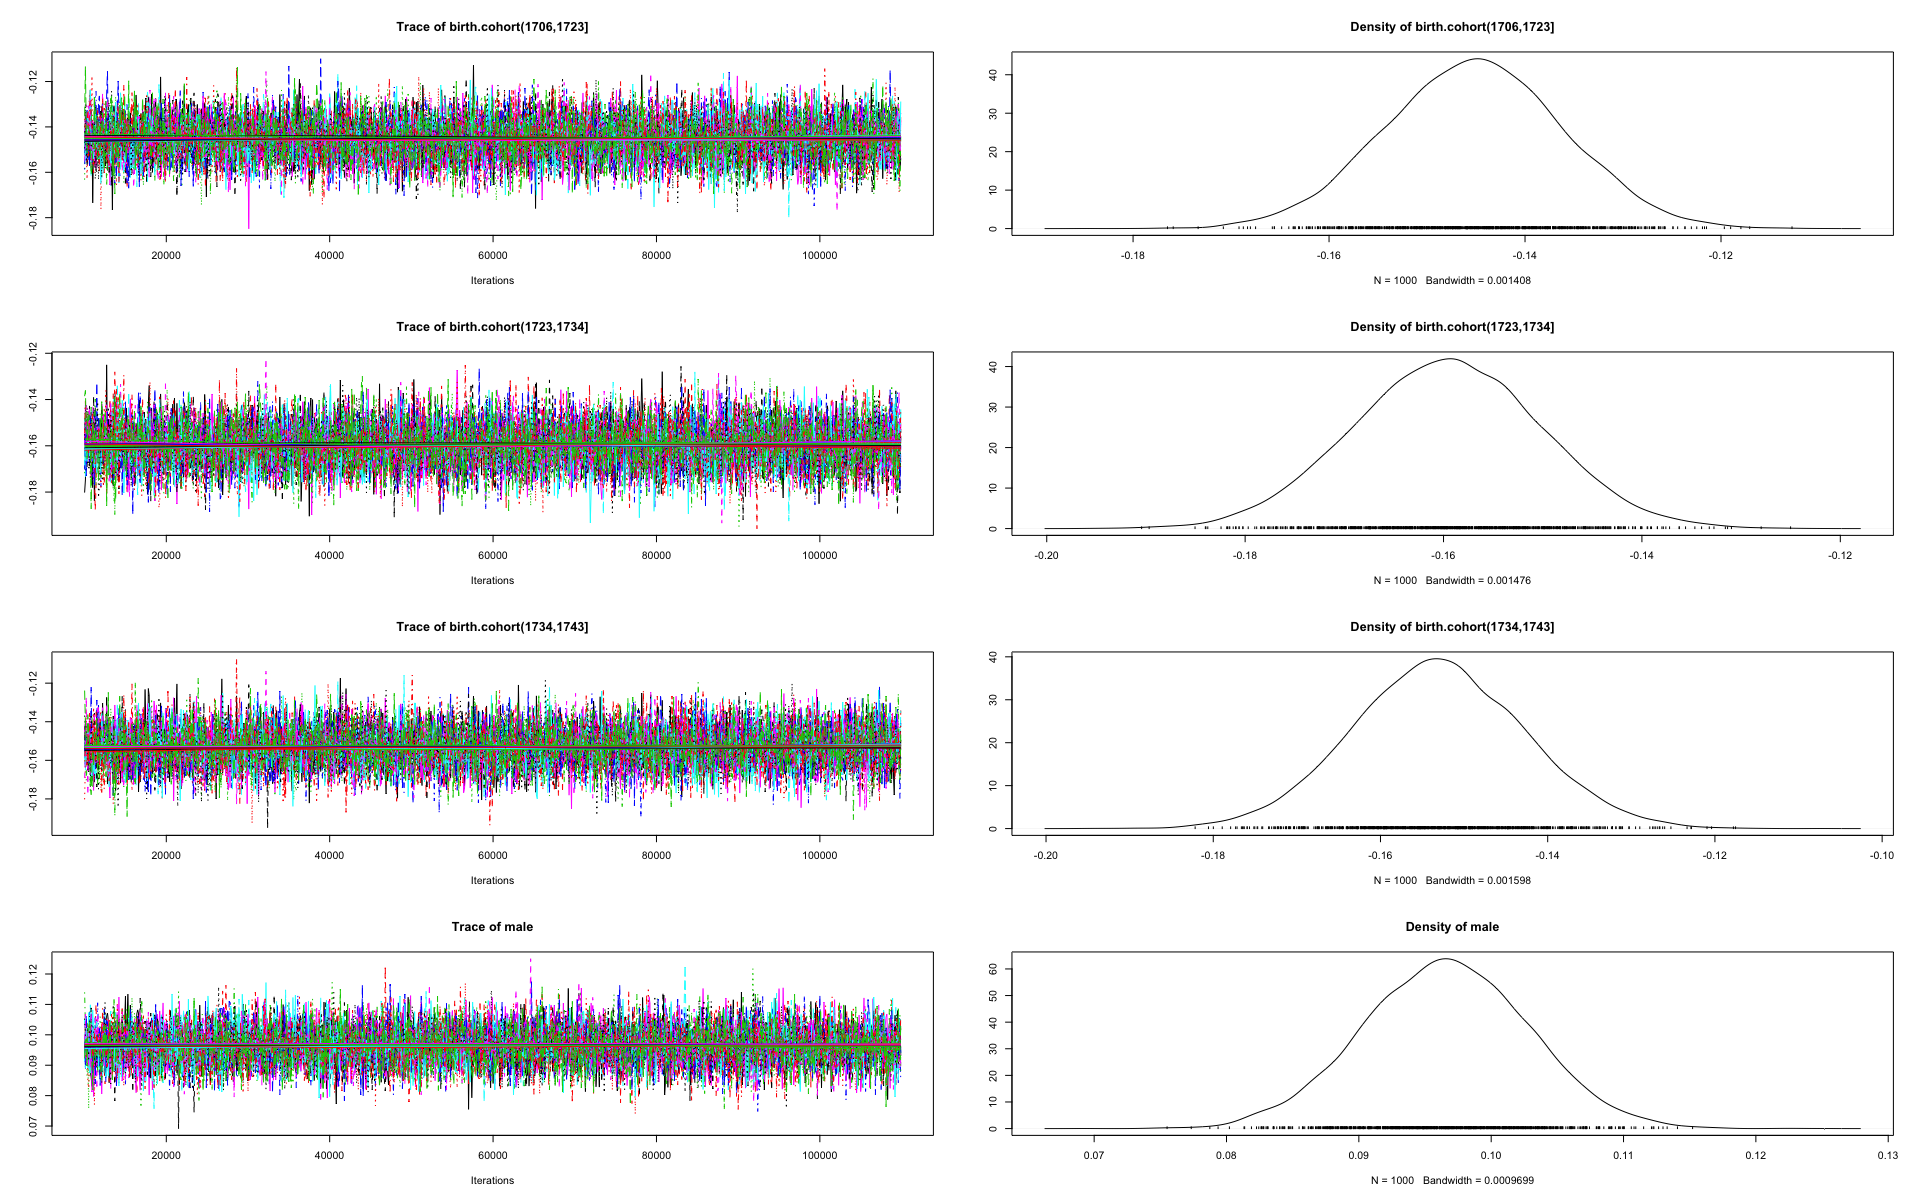 Trace of birth.cohort(1706,1723]
-0.12
-0.14
-0.16
-0.18
20000 40000 60000 80000 100000
Iterations
Density of birth.cohort(1706,1723]
40
30
20
10
0
-0.18 -0.16 -0.14 -0.12
N = 1000 Bandwidth = 0.001408
Trace of birth.cohort(1723,1734]
-0.12
-0.14
-0.16
-0.18
20000 40000 60000 80000 100000
Iterations
Density of birth.cohort(1723,1734]
40
30
20
10
0
-0.20 -0.18 -0.16 -0.14 -0.12
N = 1000 Bandwidth = 0.001476
Trace of birth.cohort(1734,1743]
-0.12
-0.14
-0.16
-0.18
20000 40000 60000 80000 100000
Iterations
Density of birth.cohort(1734,1743]
40
30
20
10
0
-0.20 -0.18 -0.16 -0.14 -0.12 -0.10
N = 1000 Bandwidth = 0.001598
Trace of male
0.12
0.11
0.10
0.09
0.08
0.07
20000 40000 60000 80000 100000
Iterations
Density of male
60
50
40
30
20
10
0
0.07 0.08 0.09 0.10 0.11 0.12 0.13
N = 1000 Bandwidth = 0.0009699